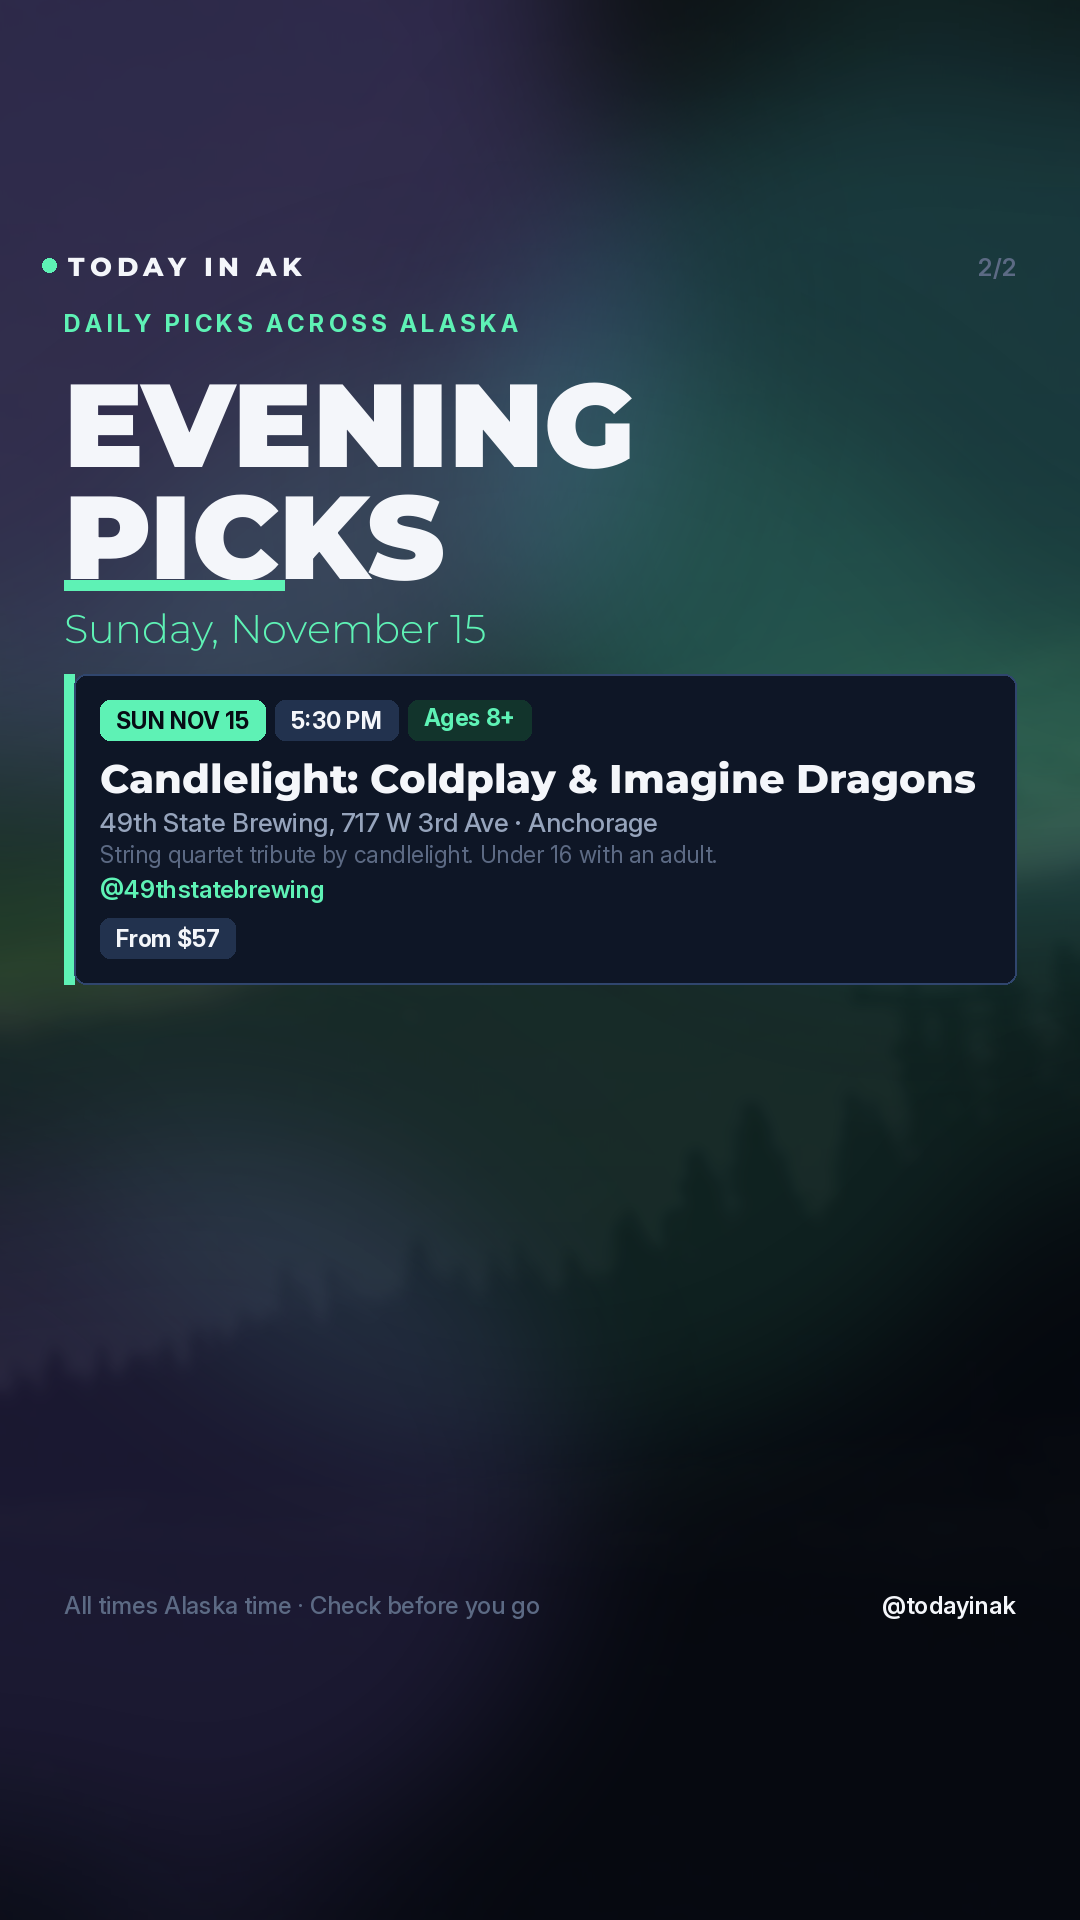 TODAY IN AK
2/2
DAILY PICKS ACROSS ALASKA
EVENING
PICKS
Sunday, November 15
SUN NOV 15
5:30 PM
Ages 8+
Candlelight: Coldplay & Imagine Dragons
49th State Brewing, 717 W 3rd Ave · Anchorage
String quartet tribute by candlelight. Under 16 with an adult.
@49thstatebrewing
From $57
All times Alaska time · Check before you go
@todayinak